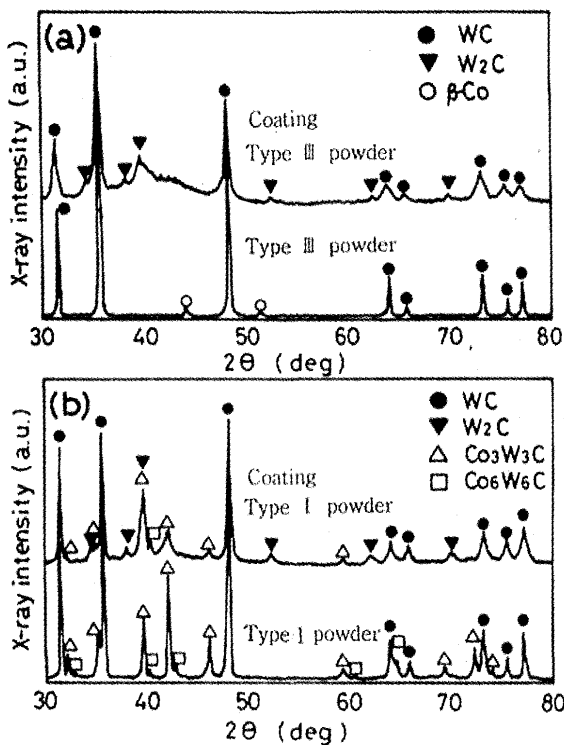 (a)
● WC
▼ W2C
○ β-Co
Coating
Type Ⅲ powder
Type Ⅲ powder
X-ray intensity (a.u.)
30 40 50 60 70 80
2θ (deg)
(b)
● WC
▼ W2C
△ Co3W3C
□ Co6W6C
Coating
Type I powder
Type I powder
X-ray intensity (a.u.)
30 40 50 60 70 80
2θ (deg)